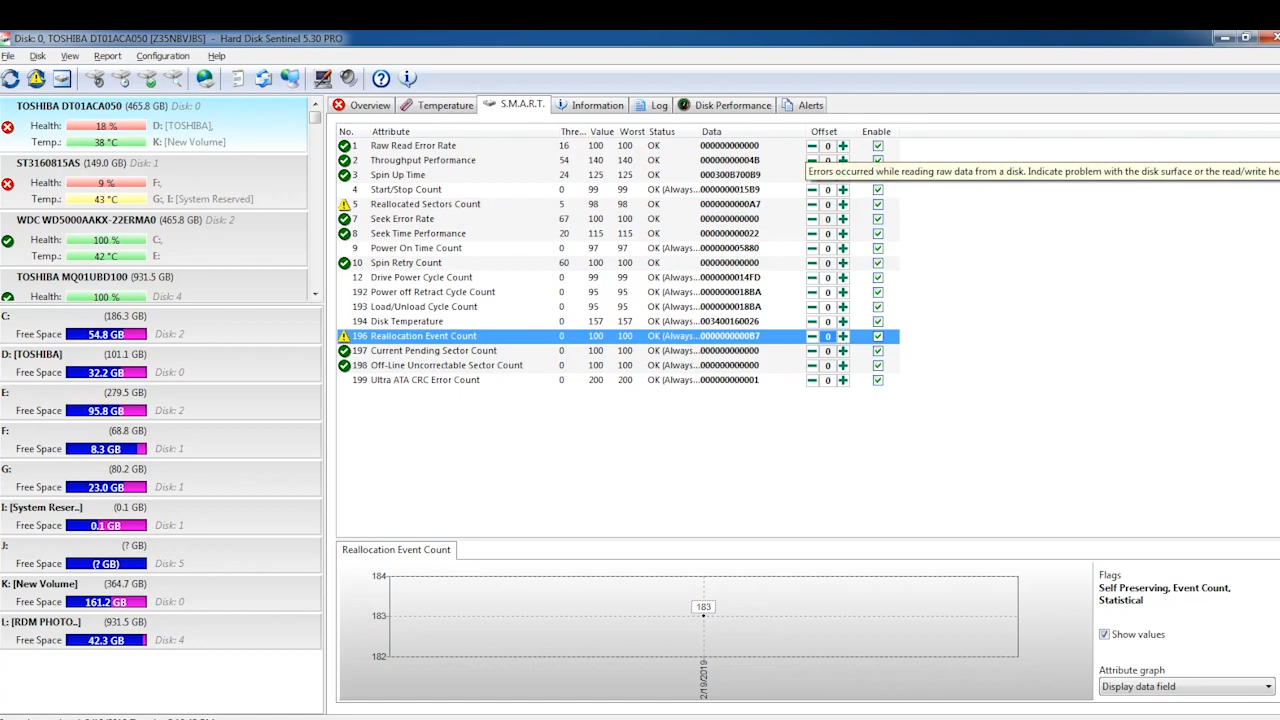 Disk: 0, TOSHIBA DT01ACA050 [Z35NBVJBS] - Hard Disk Sentinel 5.30 PRO
File Disk View Report Configuration Help
TOSHIBA DT01ACA050 (465.8 GB) Disk: 0
Health: 18 % D: [TOSHIBA],
Temp.: 38 °C K: [New Volume]
ST3160815AS (149.0 GB) Disk: 1
Health: 9 % F:,
Temp.: 43 °C G:, I: [System Reserved]
WDC WD5000AAKX-22ERMA0 (465.8 GB) Disk: 2
Health: 100 % C:,
Temp.: 42 °C E:
TOSHIBA MQ01UBD100 (931.5 GB) Disk: 4
Health: 100 %
C: (186.3 GB)
Free Space 54.8 GB Disk: 2
D: [TOSHIBA] (101.1 GB)
Free Space 32.2 GB Disk: 0
E: (279.5 GB)
Free Space 95.8 GB Disk: 2
F: (68.8 GB)
Free Space 8.3 GB Disk: 1
G: (80.2 GB)
Free Space 23.0 GB Disk: 1
I: [System Reser..] (0.1 GB)
Free Space 0.1 GB Disk: 1
J: (? GB)
Free Space (? GB) Disk: 5
K: [New Volume] (364.7 GB)
Free Space 161.2 GB Disk: 0
L: [RDM PHOTO..] (931.5 GB)
Free Space 42.3 GB Disk: 4
Overview Temperature S.M.A.R.T. Information Log Disk Performance Alerts
No. Attribute Thre... Value Worst Status Data Offset Enable
1 Raw Read Error Rate 16 100 100 OK 000000000000 0
2 Throughput Performance 54 140 140 OK 00000000004B
Errors occurred while reading raw data from a disk. Indicate problem with the disk surface or the read/write he
3 Spin Up Time 24 100 100 OK 000300B700B9
4 Start/Stop Count 0 99 99 OK (Always... 0000000015B9 0
5 Reallocated Sectors Count 5 98 98 OK (Always... 0000000000A7 0
7 Seek Error Rate 67 100 100 OK 000000000000 0
8 Seek Time Performance 20 115 115 OK 000000000022 0
9 Power On Time Count 0 97 97 OK (Always... 000000005880 0
10 Spin Retry Count 60 100 100 OK 000000000000 0
12 Drive Power Cycle Count 0 99 99 OK (Always... 0000000014FD 0
192 Power off Retract Cycle Count 0 95 95 OK (Always... 0000000018BA 0
193 Load/Unload Cycle Count 0 95 95 OK (Always... 0000000018BA 0
194 Disk Temperature 0 157 157 OK (Always... 003400160026 0
196 Reallocation Event Count 0 100 100 OK (Always... 0000000000B7 0
197 Current Pending Sector Count 0 100 100 OK (Always... 000000000000 0
198 Off-Line Uncorrectable Sector Count 0 100 100 OK (Always... 000000000000 0
199 Ultra ATA CRC Error Count 0 200 200 OK (Always... 000000000001 0
Reallocation Event Count
184
183
182
183
2/19/2019
Flags
Self Preserving, Event Count,
Statistical
Show values
Attribute graph
Display data field